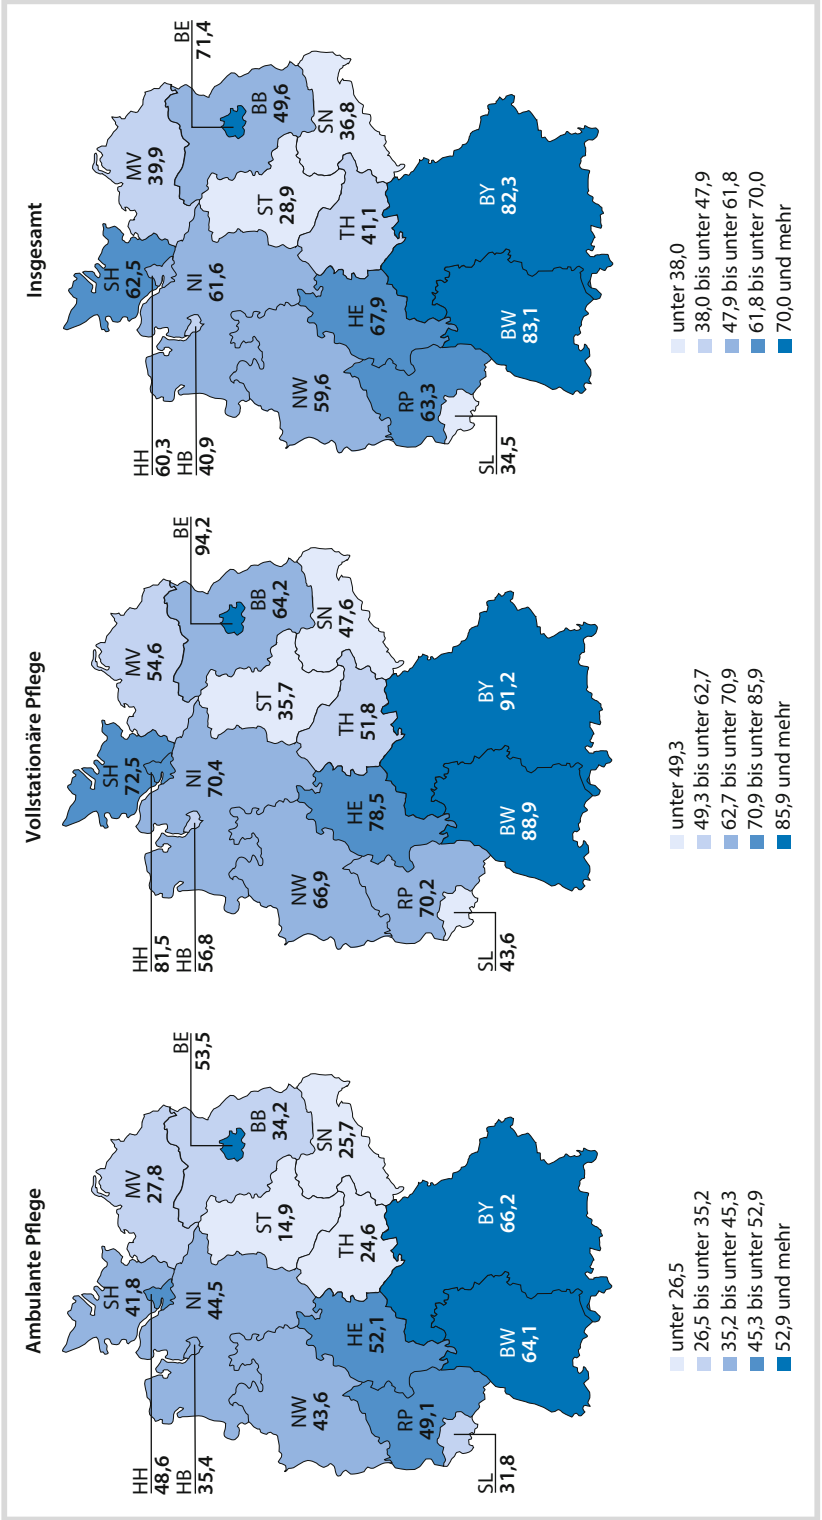 Ambulante Pflege
SH
41,8
MV
27,8
HH
48,6
HB
35,4
BE
53,5
NI
44,5
BB
34,2
ST
14,9
NW
43,6
SN
25,7
TH
24,6
HE
52,1
RP
49,1
SL
31,8
BY
66,2
BW
64,1
unter 26,5
26,5 bis unter 35,2
35,2 bis unter 45,3
45,3 bis unter 52,9
52,9 und mehr
Vollstationäre Pflege
SH
72,5
MV
54,6
HH
81,5
HB
56,8
BE
94,2
NI
70,4
BB
64,2
ST
35,7
NW
66,9
SN
47,6
TH
51,8
HE
78,5
RP
70,2
SL
43,6
BY
91,2
BW
88,9
unter 49,3
49,3 bis unter 62,7
62,7 bis unter 70,9
70,9 bis unter 85,9
85,9 und mehr
Insgesamt
SH
62,5
MV
39,9
HH
60,3
HB
40,9
BE
71,4
NI
61,6
BB
49,6
ST
28,9
NW
59,6
SN
36,8
TH
41,1
HE
67,9
RP
63,3
SL
34,5
BY
82,3
BW
83,1
unter 38,0
38,0 bis unter 47,9
47,9 bis unter 61,8
61,8 bis unter 70,0
70,0 und mehr